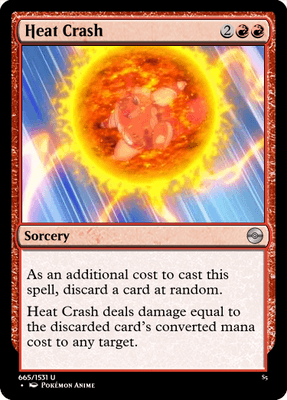 Heat Crash 2
Sorcery
As an additional cost to cast this
spell, discard a card at random.
Heat Crash deals damage equal to
the discarded card's converted mana
cost to any target.
665/1531 U
• Pokémon Anime